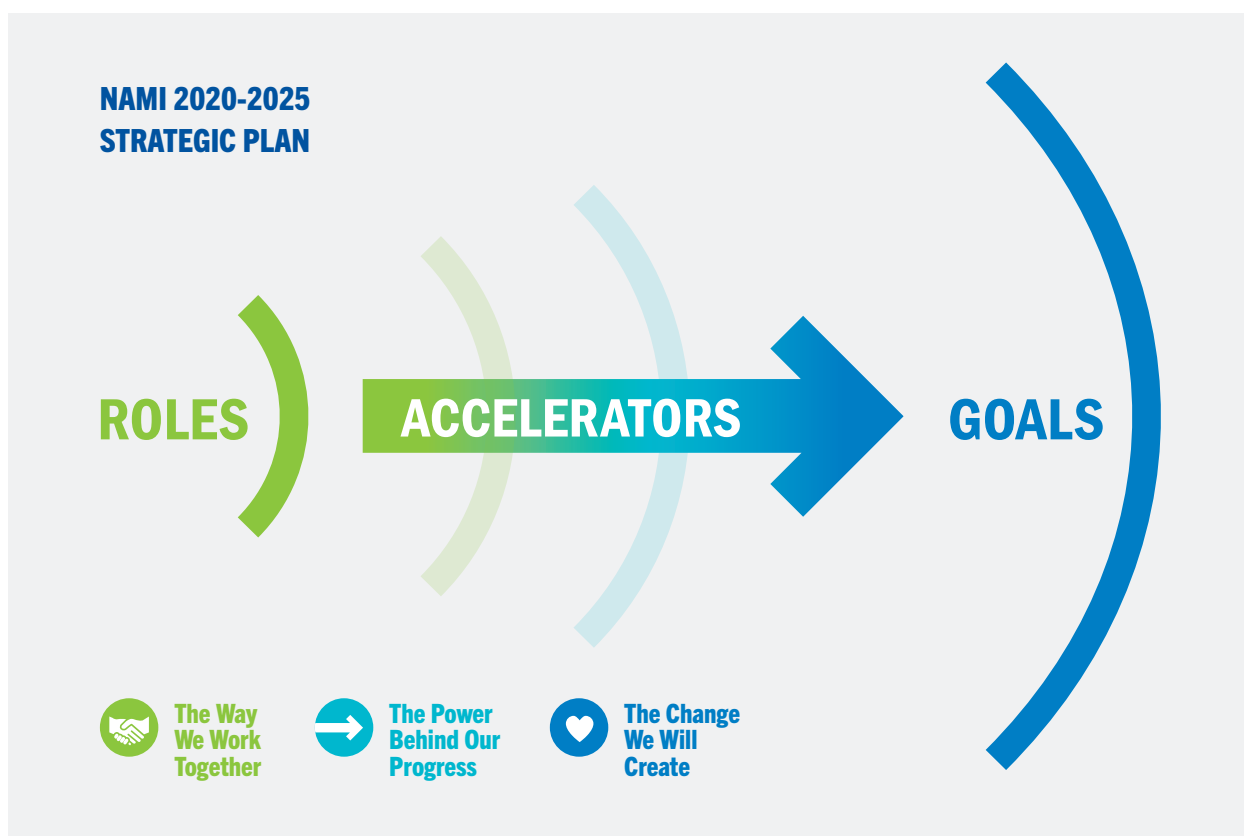 NAMI 2020-2025
STRATEGIC PLAN
ROLES
ACCELERATORS
GOALS
The Way
We Work
Together
The Power
Behind Our
Progress
The Change
We Will
Create